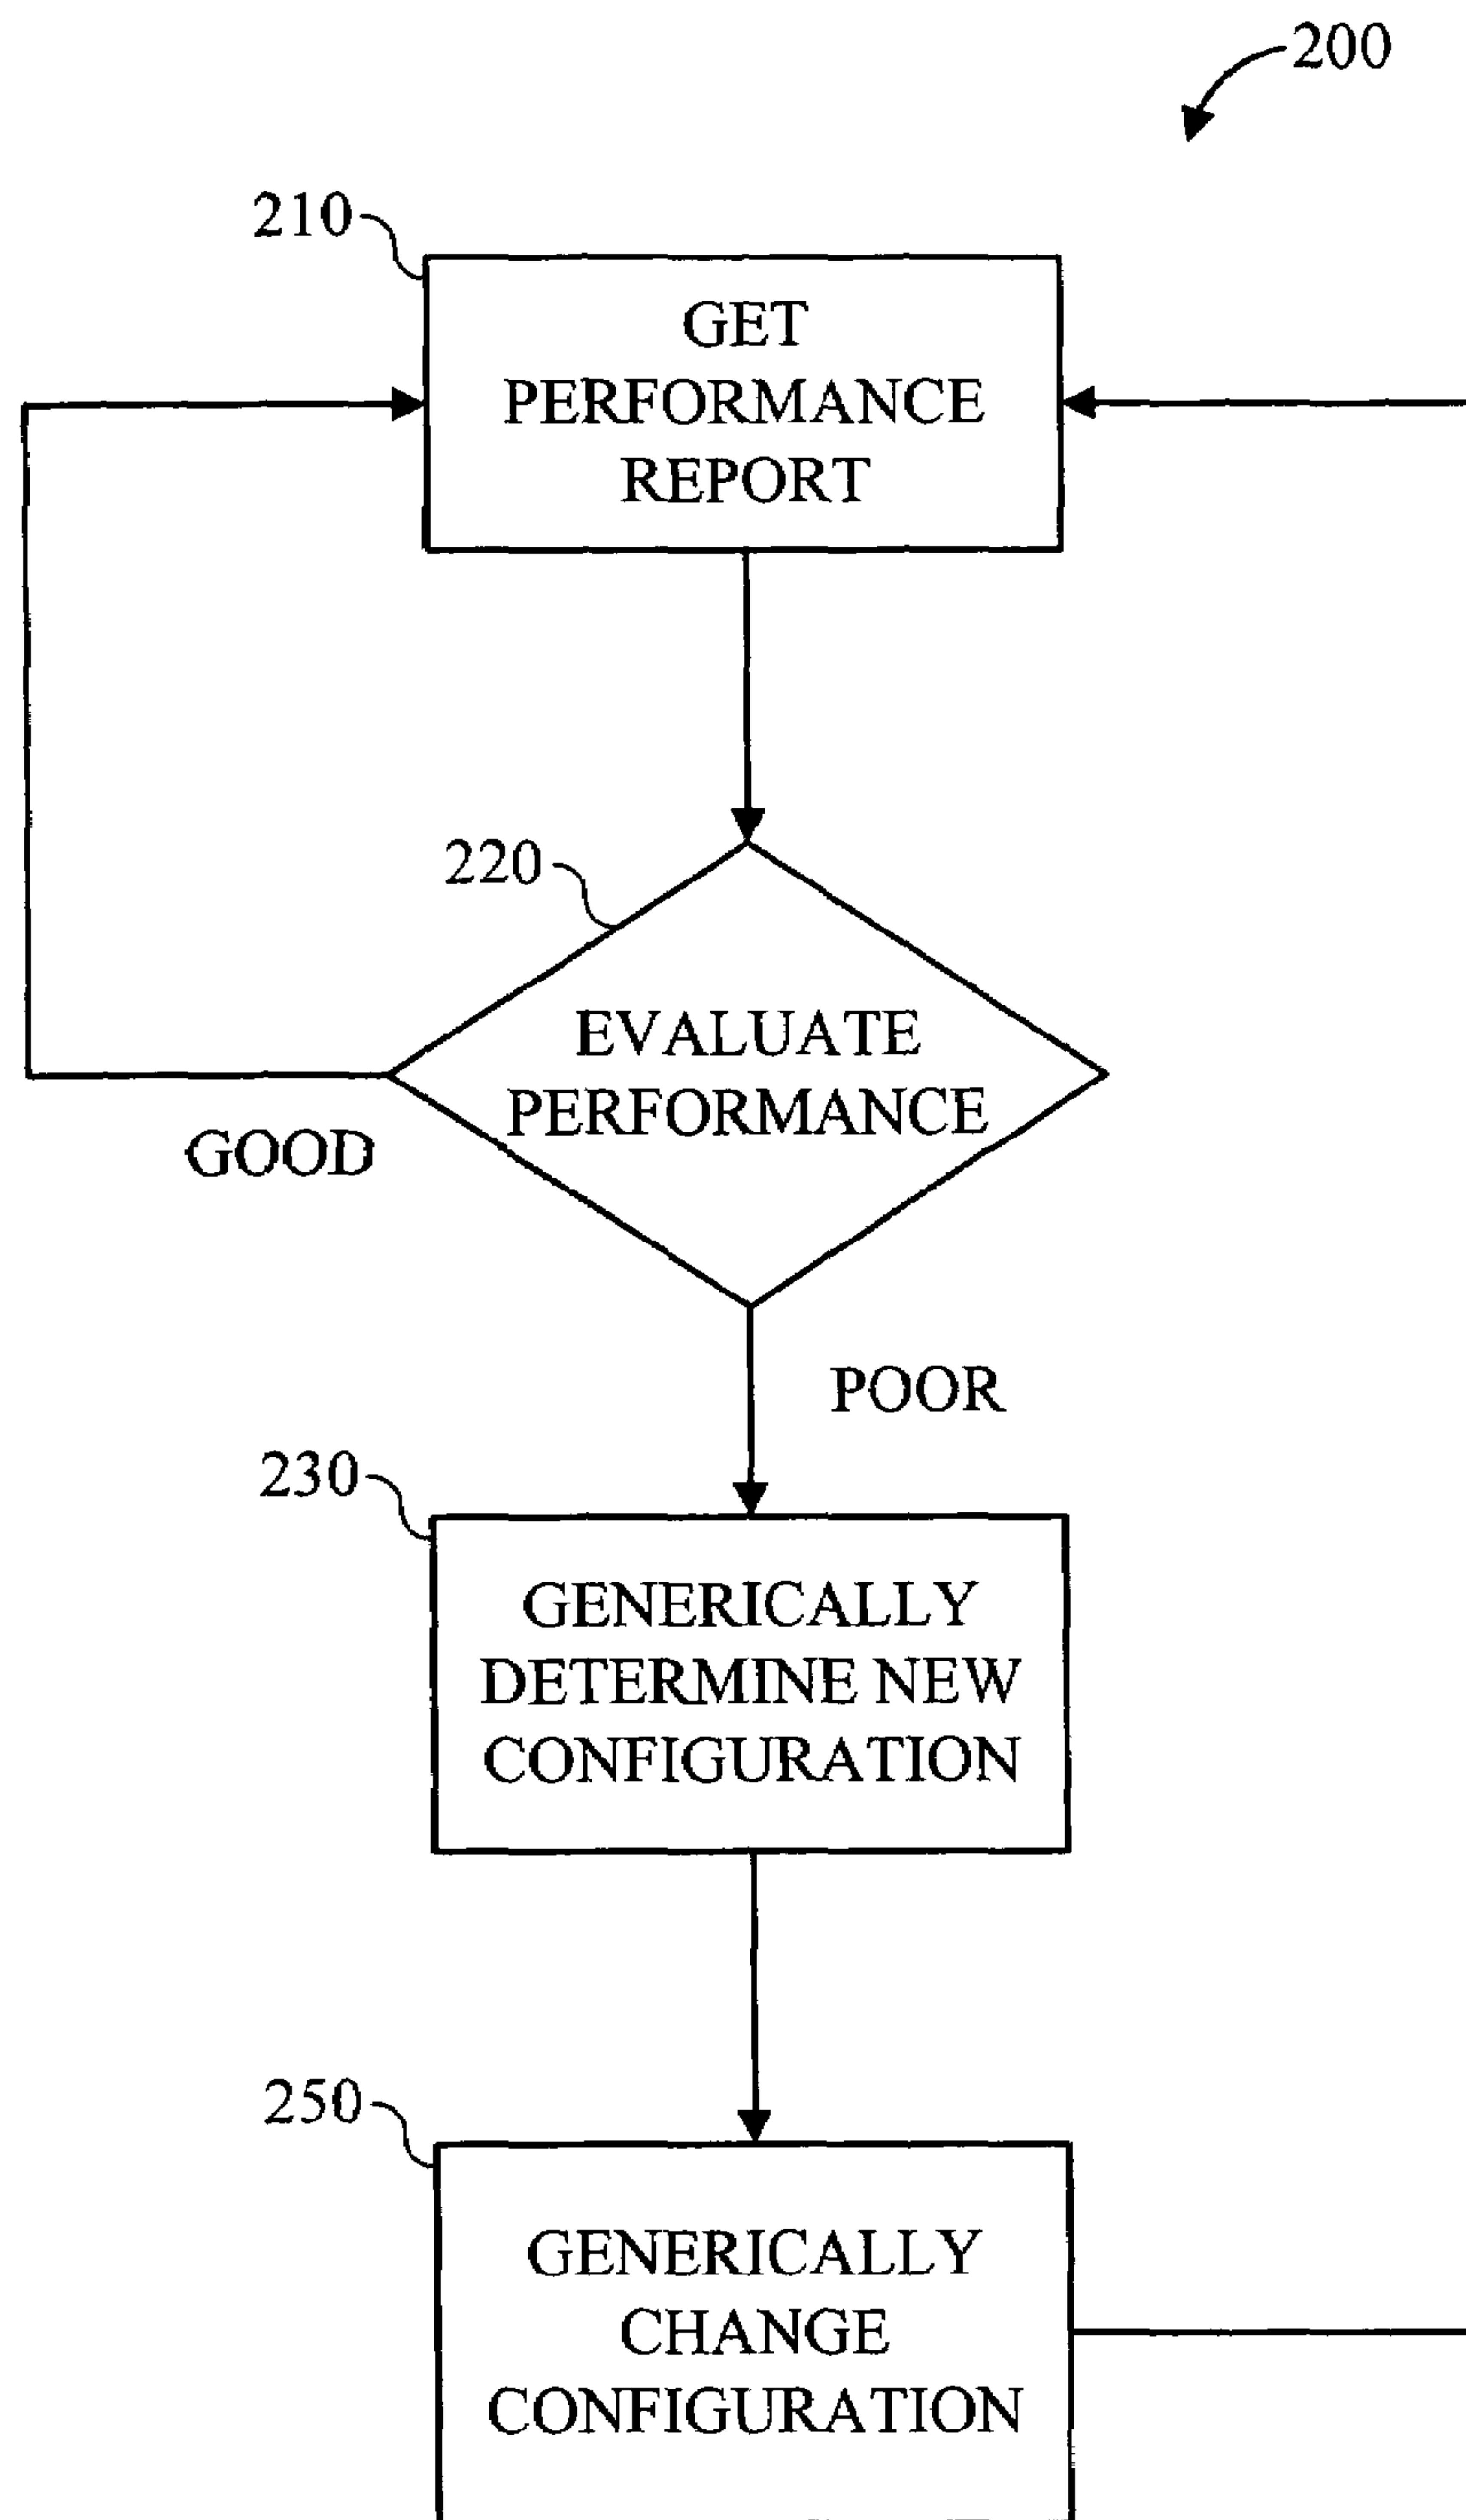 200
210
GET
PERFORMANCE
REPORT
220
EVALUATE
PERFORMANCE
GOOD
POOR
230
GENERICALLY
DETERMINE NEW
CONFIGURATION
250
GENERICALLY
CHANGE
CONFIGURATION